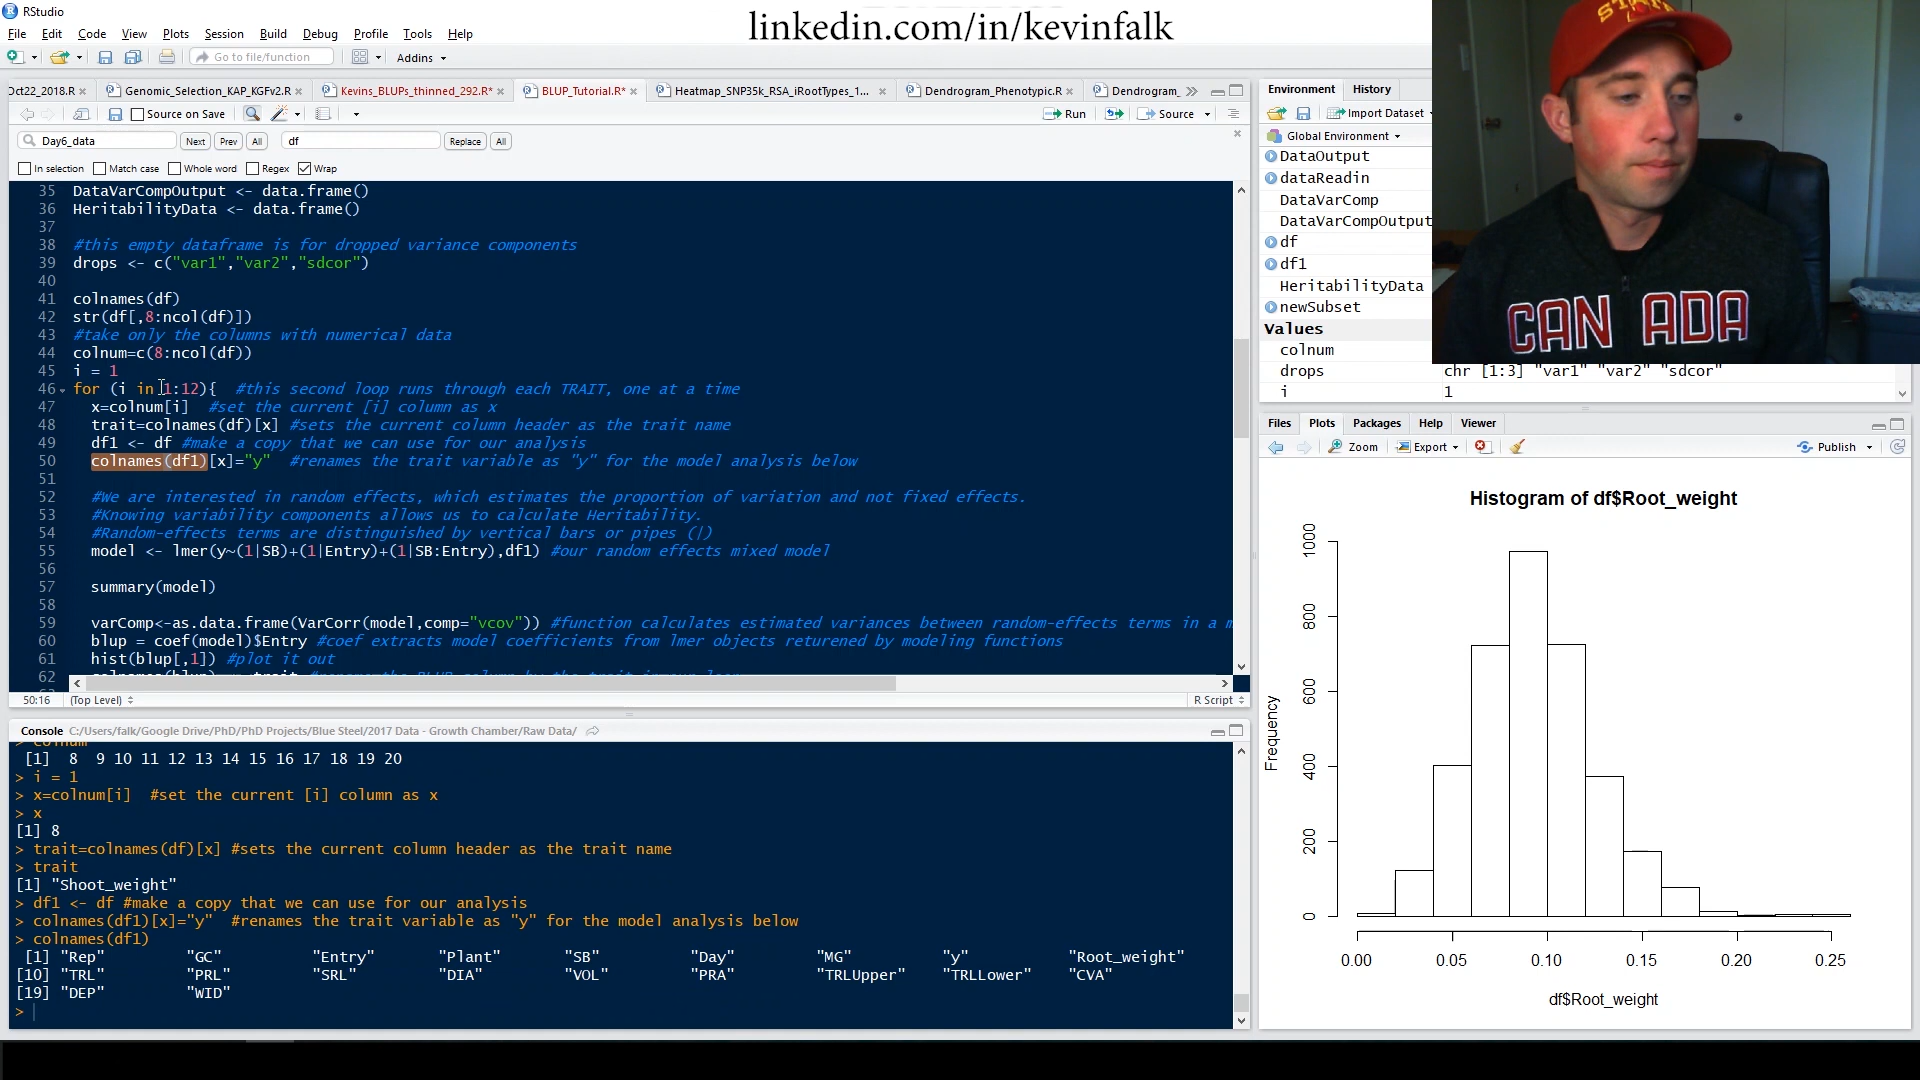 RStudio
linkedin.com/in/kevinfalk
File Edit Code View Plots Session Build Debug Profile Tools Help
Go to file/function Addins
Oct22_2018.R Genomic_Selection_KAP_KGFv2.R Kevins_BLUPs_thinned_292.R* BLUP_Tutorial.R* Heatmap_SNP35k_RSA_iRootTypes_1... Dendrogram_Phenotypic.R Dendrogram_
Source on Save Run Source
Day6_data Next Prev All df Replace All
In selection Match case Whole word Regex Wrap
35 DataVarCompOutput <- data.frame()
36 HeritabilityData <- data.frame()
37
38 #this empty dataframe is for dropped variance components
39 drops <- c("var1","var2","sdcor")
40
41 colnames(df)
42 str(df[,8:ncol(df)])
43 #take only the columns with numerical data
44 colnum=c(8:ncol(df))
45 i = 1
46 for (i in 1:12){ #this second loop runs through each TRAIT, one at a time
47 x=colnum[i] #set the current [i] column as x
48 trait=colnames(df)[x] #sets the current column header as the trait name
49 df1 <- df #make a copy that we can use for our analysis
50 colnames(df1)[x]="y" #renames the trait variable as "y" for the model analysis below
51
52 #We are interested in random effects, which estimates the proportion of variation and not fixed effects.
53 #Knowing variability components allows us to calculate Heritability.
54 #Random-effects terms are distinguished by vertical bars or pipes (|)
55 model <- lmer(y~(1|SB)+(1|Entry)+(1|SB:Entry),df1) #our random effects mixed model
56
57 summary(model)
58
59 varComp<-as.data.frame(VarCorr(model,comp="vcov")) #function calculates estimated variances between random-effects terms in a m
60 blup = coef(model)$Entry #coef extracts model coefficients from lmer objects returened by modeling functions
61 hist(blup[,1]) #plot it out
62
50:16 (Top Level) R Script
Console C:/Users/falk/Google Drive/PhD/PhD Projects/Blue Steel/2017 Data - Growth Chamber/Raw Data/
> colnum
[1] 8 9 10 11 12 13 14 15 16 17 18 19 20
> i = 1
> x=colnum[i] #set the current [i] column as x
> x
[1] 8
> trait=colnames(df)[x] #sets the current column header as the trait name
> trait
[1] "Shoot_weight"
> df1 <- df #make a copy that we can use for our analysis
> colnames(df1)[x]="y" #renames the trait variable as "y" for the model analysis below
> colnames(df1)
[1] "Rep" "GC" "Entry" "Plant" "SB" "Day" "MG" "y" "Root_weight"
[10] "TRL" "PRL" "SRL" "DIA" "VOL" "PRA" "TRLUpper" "TRLLower" "CVA"
[19] "DEP" "WID"
>
Environment History
Import Dataset
Global Environment
DataOutput
dataReadin
DataVarComp
DataVarCompOutput
df
df1
HeritabilityData
newSubset
Values
colnum
drops chr [1:3] "var1" "var2" "sdcor"
i 1
CANADA
Files Plots Packages Help Viewer
Zoom Export Publish
Histogram of df$Root_weight
Frequency
1000
800
600
400
200
0
0.00 0.05 0.10 0.15 0.20 0.25
df$Root_weight